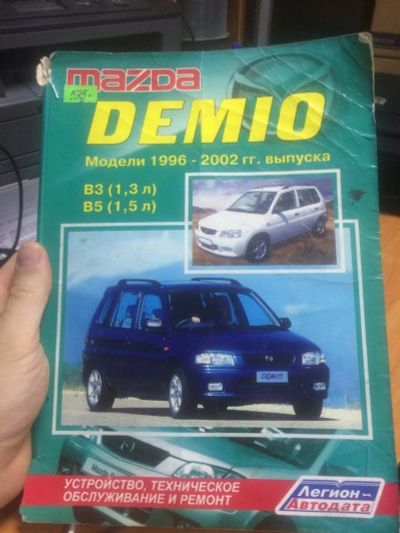 mazda
DEMIO
Модели 1996 - 2002 гг. выпуска
B3 (1,3 л)
B5 (1,5 л)
DEMIO
УСТРОЙСТВО, ТЕХНИЧЕСКОЕ
ОБСЛУЖИВАНИЕ И РЕМОНТ
Легион-
Автодата